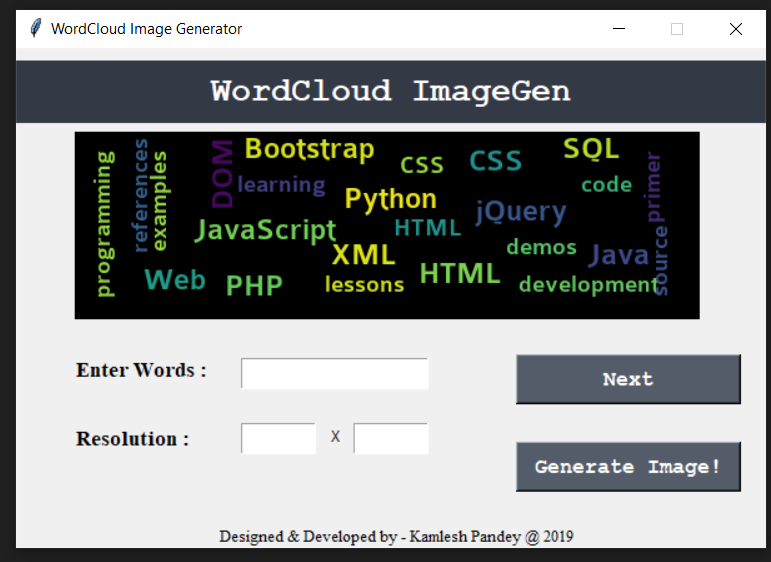 WordCloud Image Generator
WordCloud ImageGen
programming
references
examples
DOM
Bootstrap
css
CSS
SQL
learning
Python
code
primer
jQuery
JavaScript
HTML
demos
XML
Java
source
Web
PHP
lessons
HTML
development
Enter Words :
Next
Resolution :
X
Generate Image!
Designed & Developed by - Kamlesh Pandey @ 2019